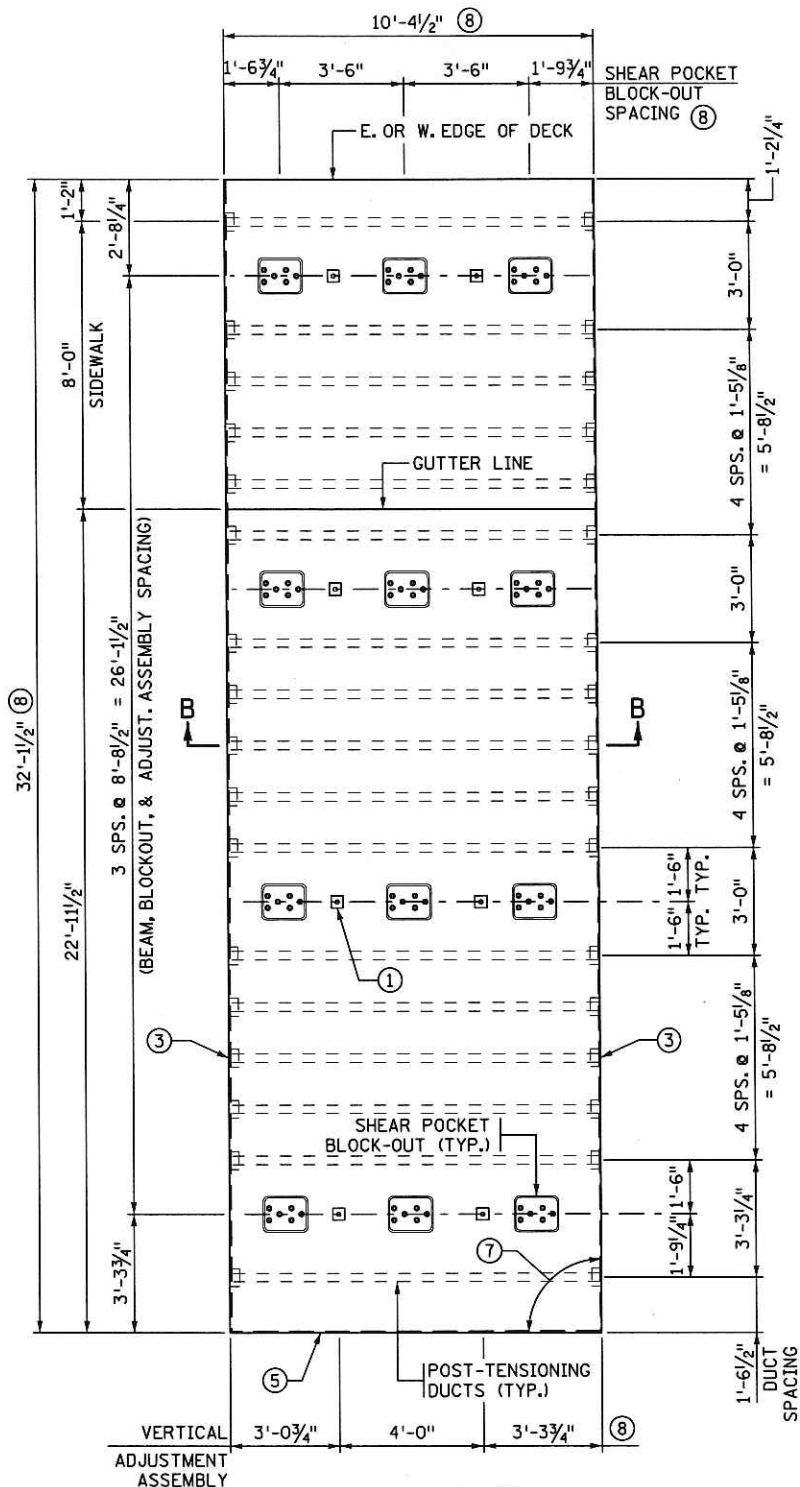 10'-4½" ⑧
1'-6¾" 3'-6" 3'-6" 1'-9¾"
SHEAR POCKET
BLOCK-OUT
SPACING ⑧
E. OR W. EDGE OF DECK
1'-2"
2'-8¼"
1'-2¼"
8'-0"
SIDEWALK
3'-0"
4 SPS. @ 1'-5⅛"
= 5'-8½"
GUTTER LINE
3'-0"
32'-1½" ⑧
22'-11½"
3 SPS. @ 8'-8½" = 26'-1½"
(BEAM, BLOCKOUT, & ADJUST. ASSEMBLY SPACING)
B
B
4 SPS. @ 1'-5⅛"
= 5'-8½"
1'-6" 1'-6"
TYP. TYP.
3'-0"
①
③
③
4 SPS. @ 1'-5⅛"
= 5'-8½"
SHEAR POCKET
BLOCK-OUT (TYP.)
3'-3¾"
1'-6"
1'-9¼"
3'-3¼"
⑦
⑤
POST-TENSIONING
DUCTS (TYP.)
1'-6½"
DUCT
SPACING
VERTICAL
ADJUSTMENT
ASSEMBLY
3'-0¾" 4'-0" 3'-3¾" ⑧